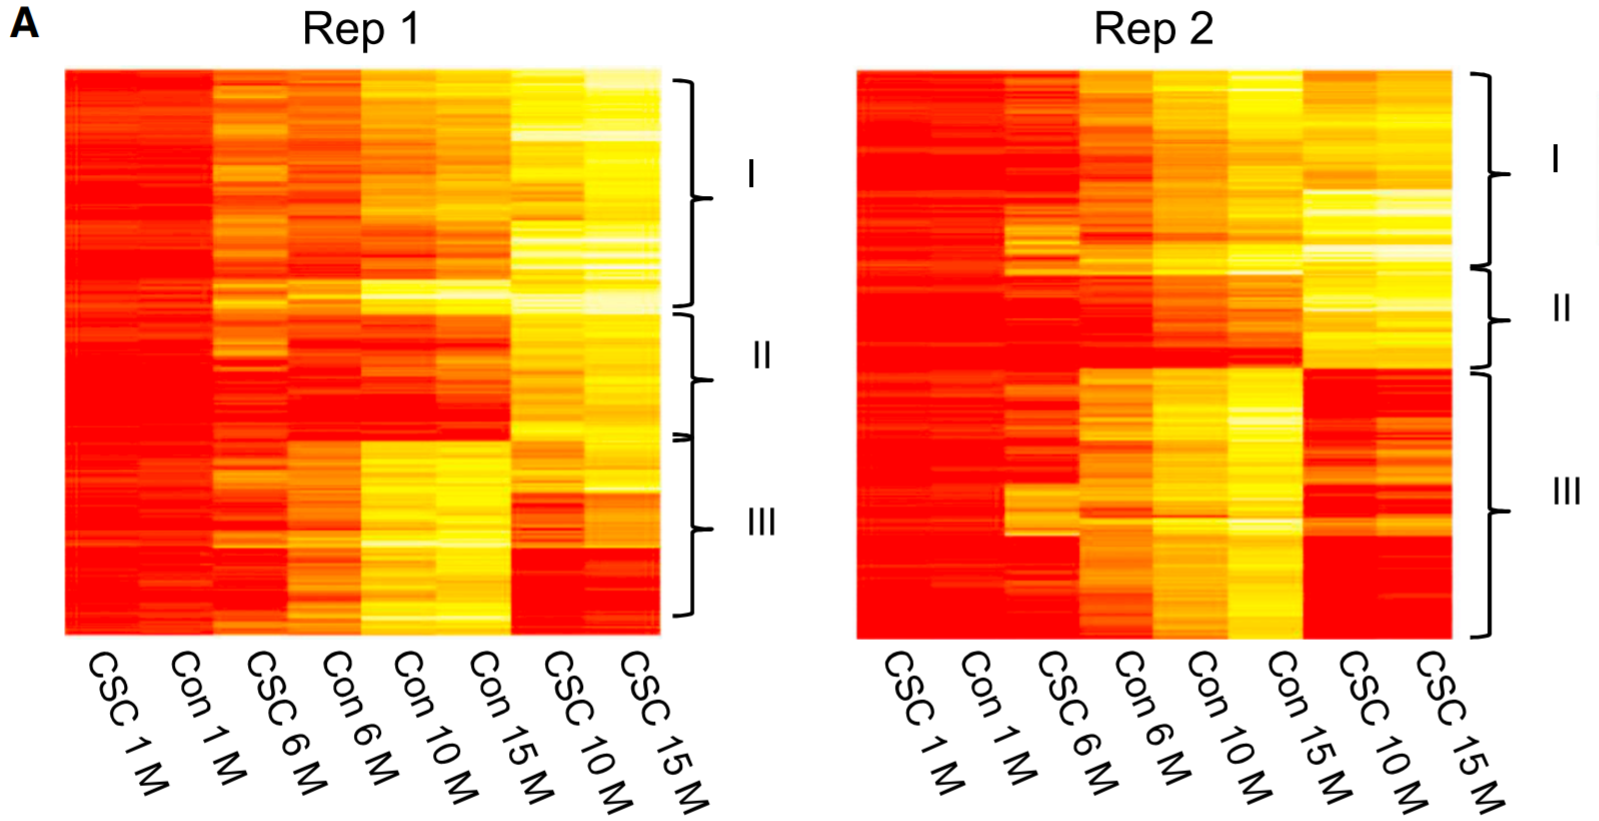 A
Rep 1
Rep 2
I
II
III
I
II
III
CSC 1 M
Con 1 M
CSC 6 M
Con 6 M
Con 10 M
Con 15 M
CSC 10 M
CSC 15 M
CSC 1 M
Con 1 M
CSC 6 M
Con 6 M
Con 10 M
Con 15 M
CSC 10 M
CSC 15 M